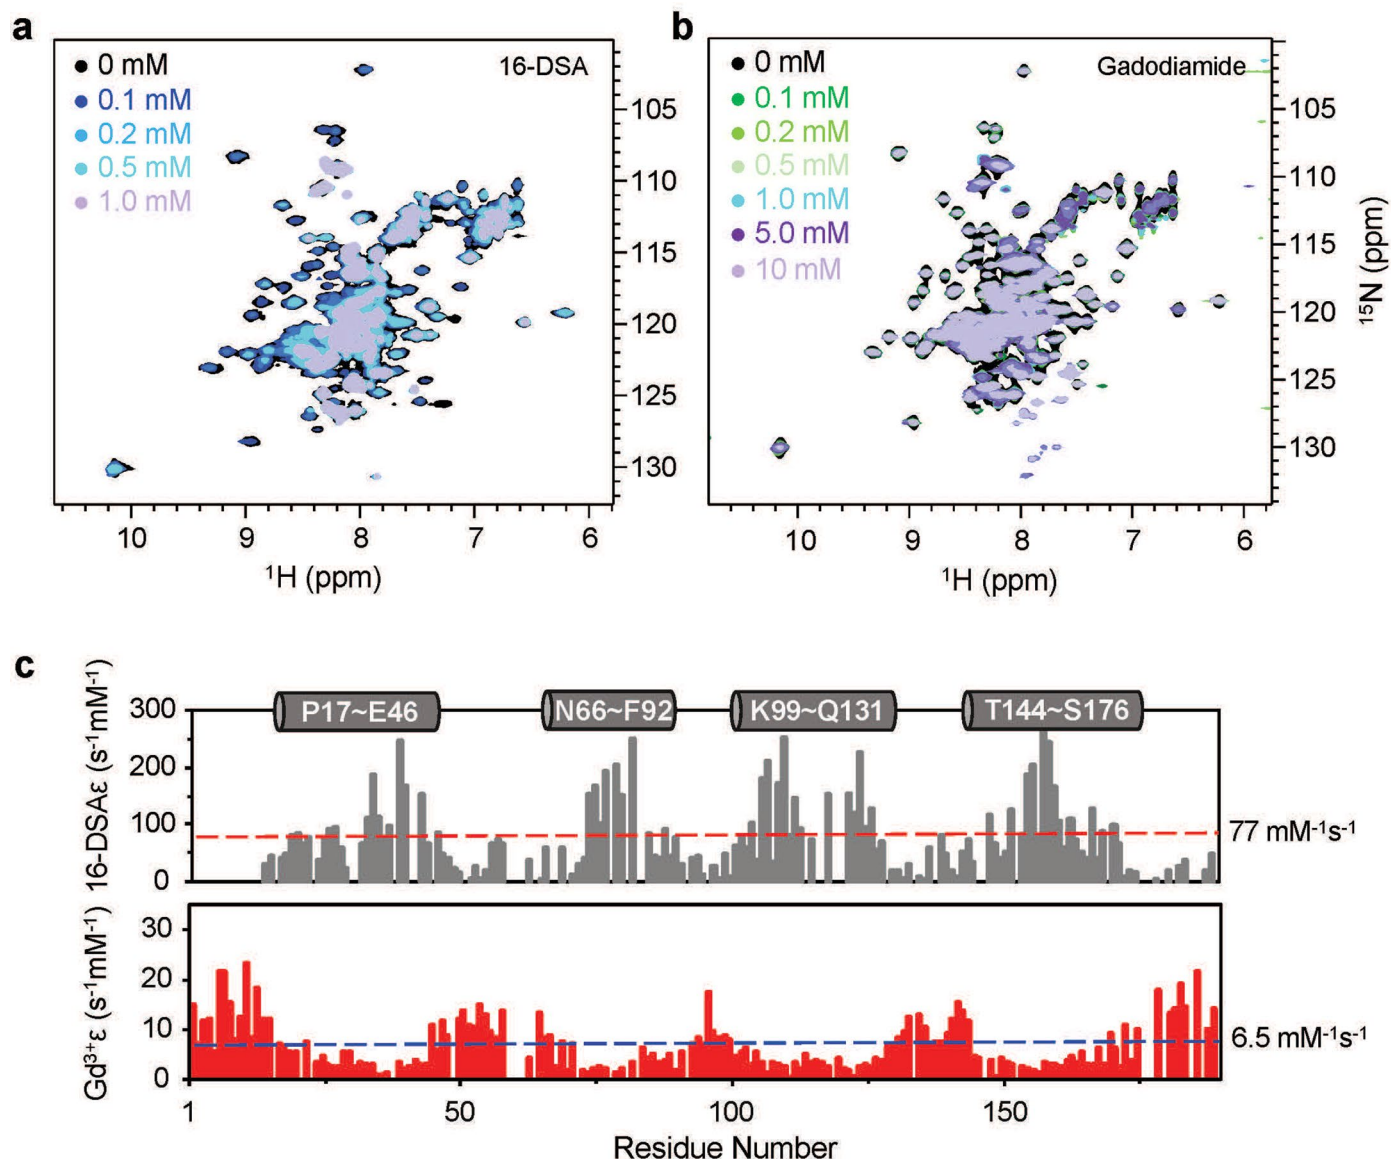 a
16-DSA
0 mM
0.1 mM
0.2 mM
0.5 mM
1.0 mM
105
110
115
120
125
130
10 9 8 7 6
¹H (ppm)
b
Gadodiamide
0 mM
0.1 mM
0.2 mM
0.5 mM
1.0 mM
5.0 mM
10 mM
105
110
115
120
125
130
¹⁵N (ppm)
10 9 8 7 6
¹H (ppm)
c
16-DSAε (s⁻¹mM⁻¹)
300
200
100
0
P17~E46 N66~F92 K99~Q131 T144~S176
77 mM⁻¹s⁻¹
Gd³⁺ε (s⁻¹mM⁻¹)
30
20
10
0
6.5 mM⁻¹s⁻¹
1 50 100 150
Residue Number